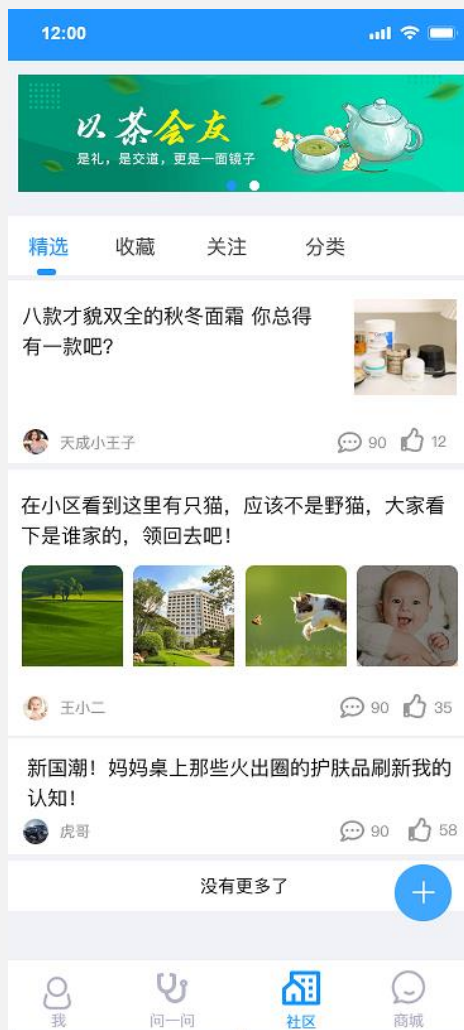 12:00
以茶会友
是礼，是交道，更是一面镜子
精选 收藏 关注 分类
八款才貌双全的秋冬面霜 你总得
有一款吧？
天成小王子 90 12
在小区看到这里有只猫，应该不是野猫，大家看
下是谁家的，领回去吧！
王小二 90 35
新国潮！妈妈桌上那些火出圈的护肤品刷新我的
认知！
虎哥 90 58
没有更多了
我 问一问 社区 商城